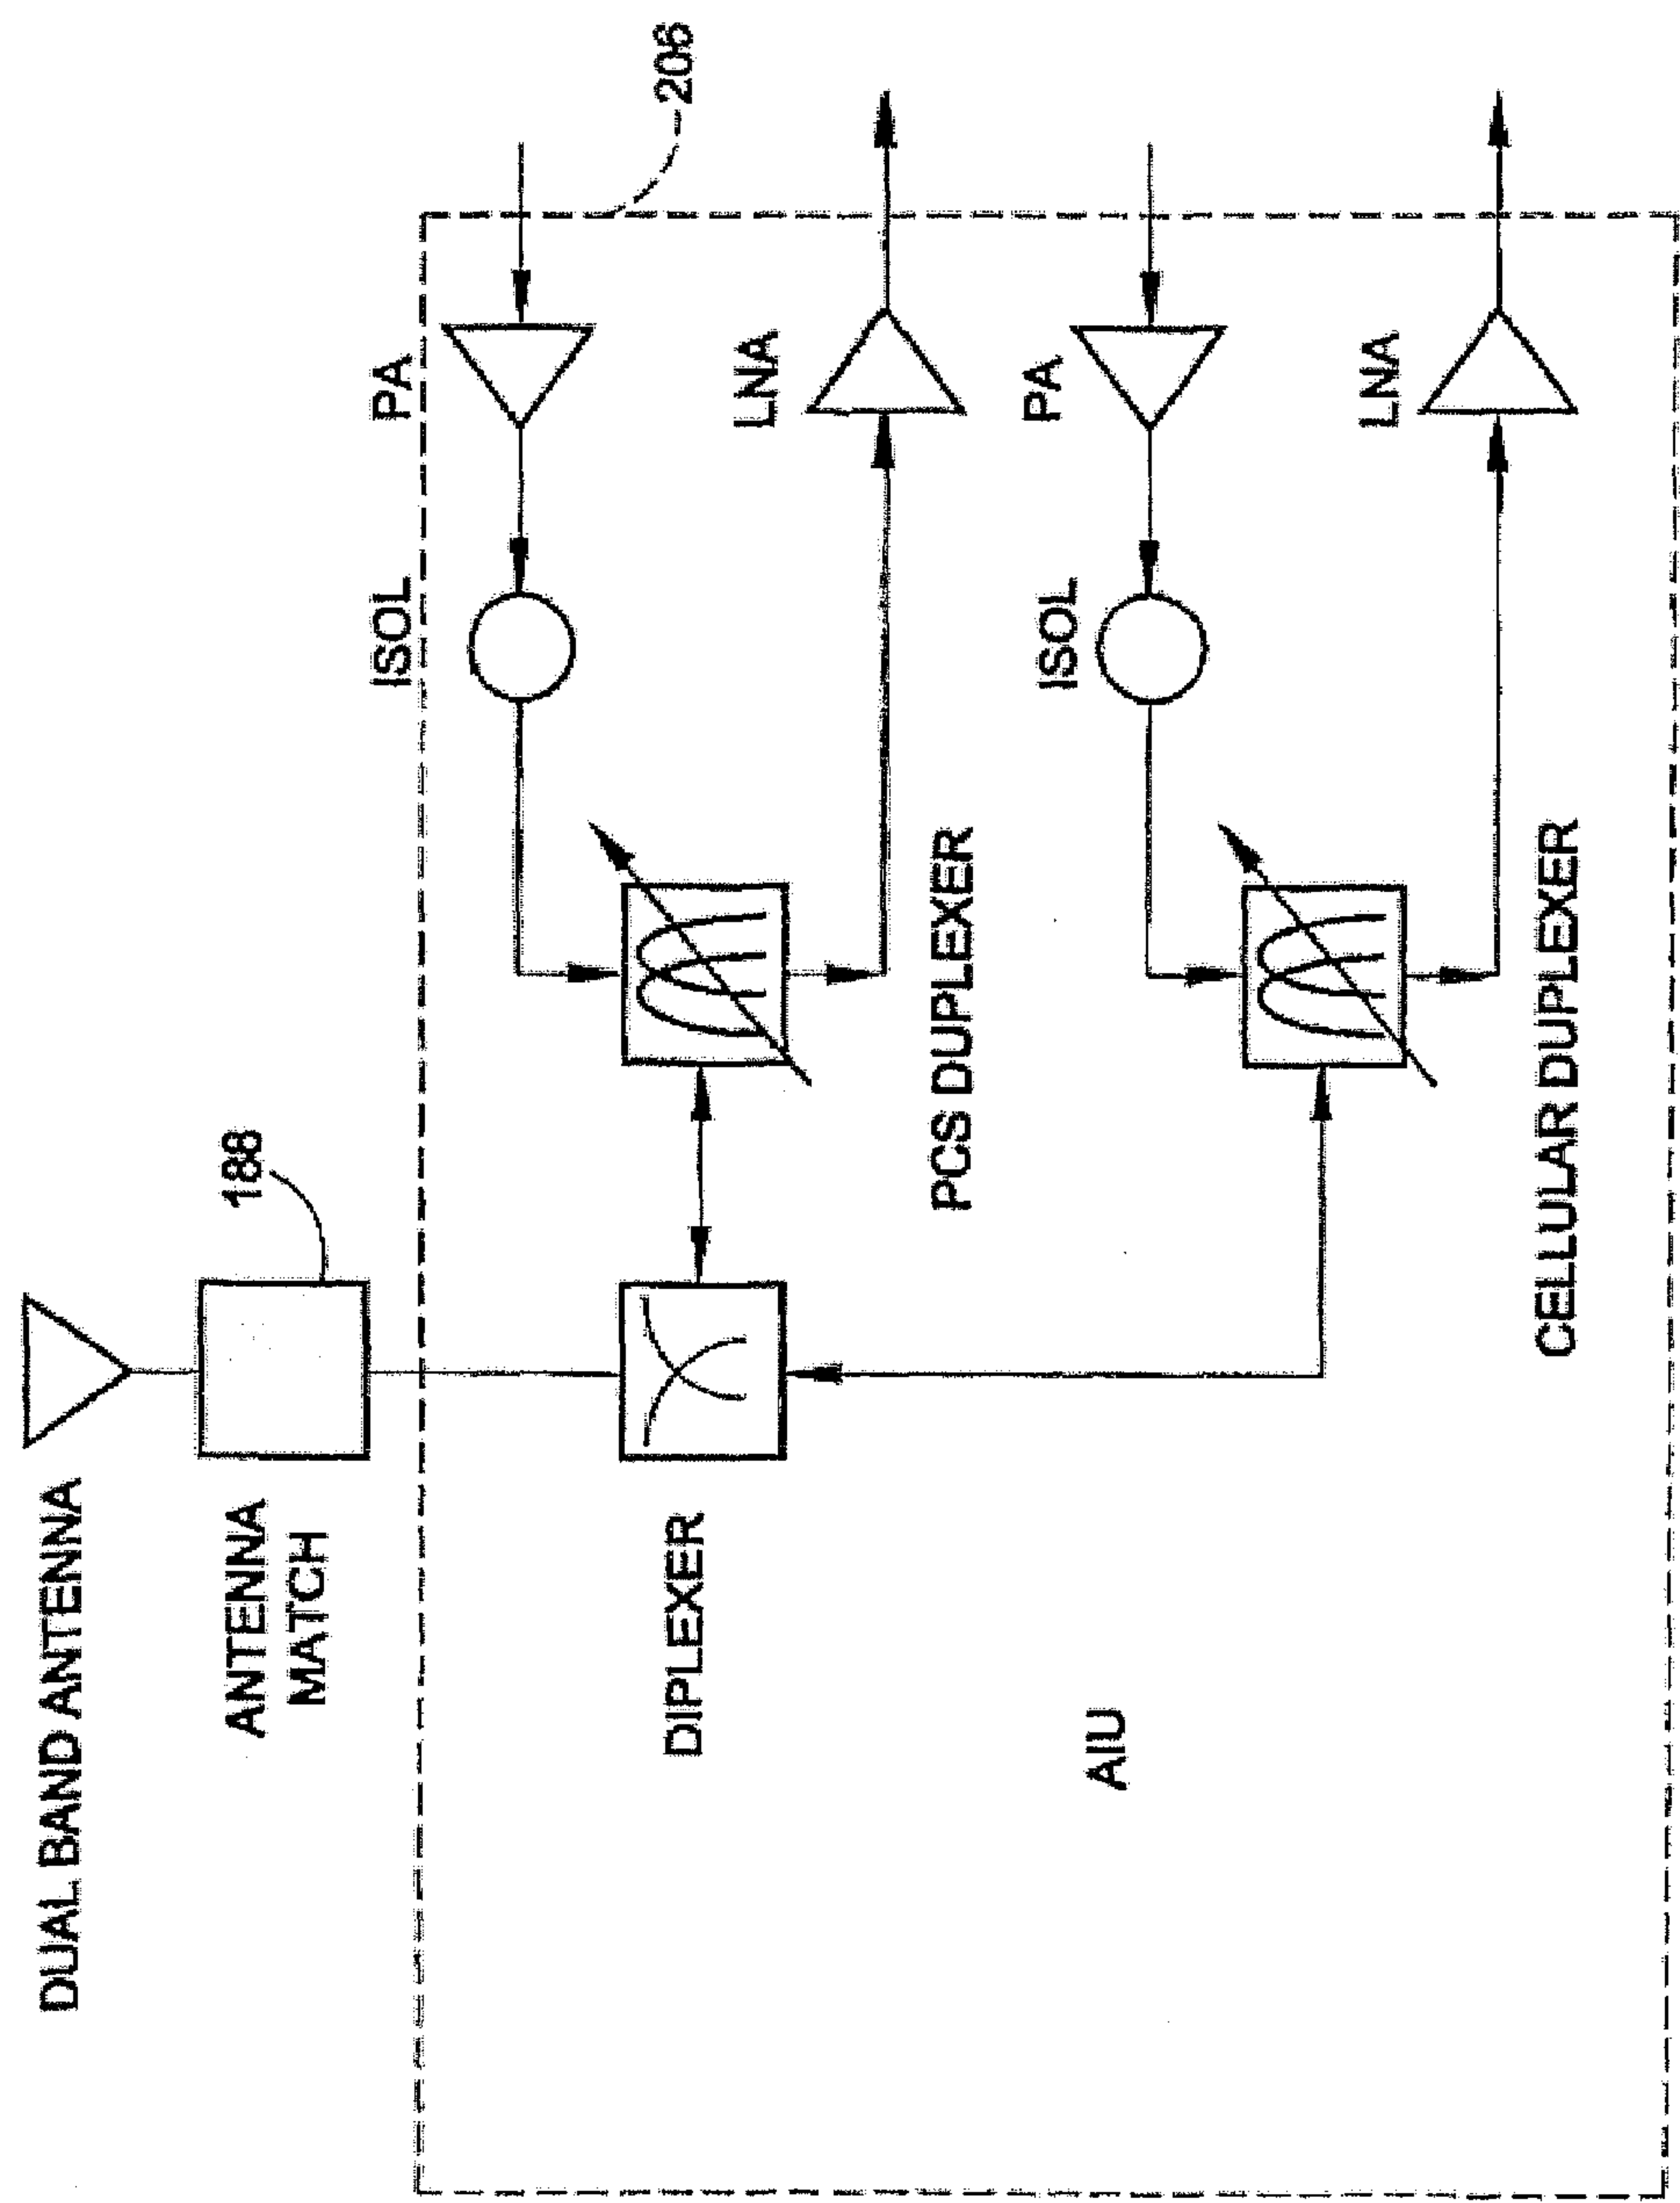 DUAL BAND ANTENNA
ANTENNA
MATCH
188
206
PA
ISOL
LNA
DIPLEXER
PCS DUPLEXER
PA
ISOL
AIU
LNA
CELLULAR DUPLEXER